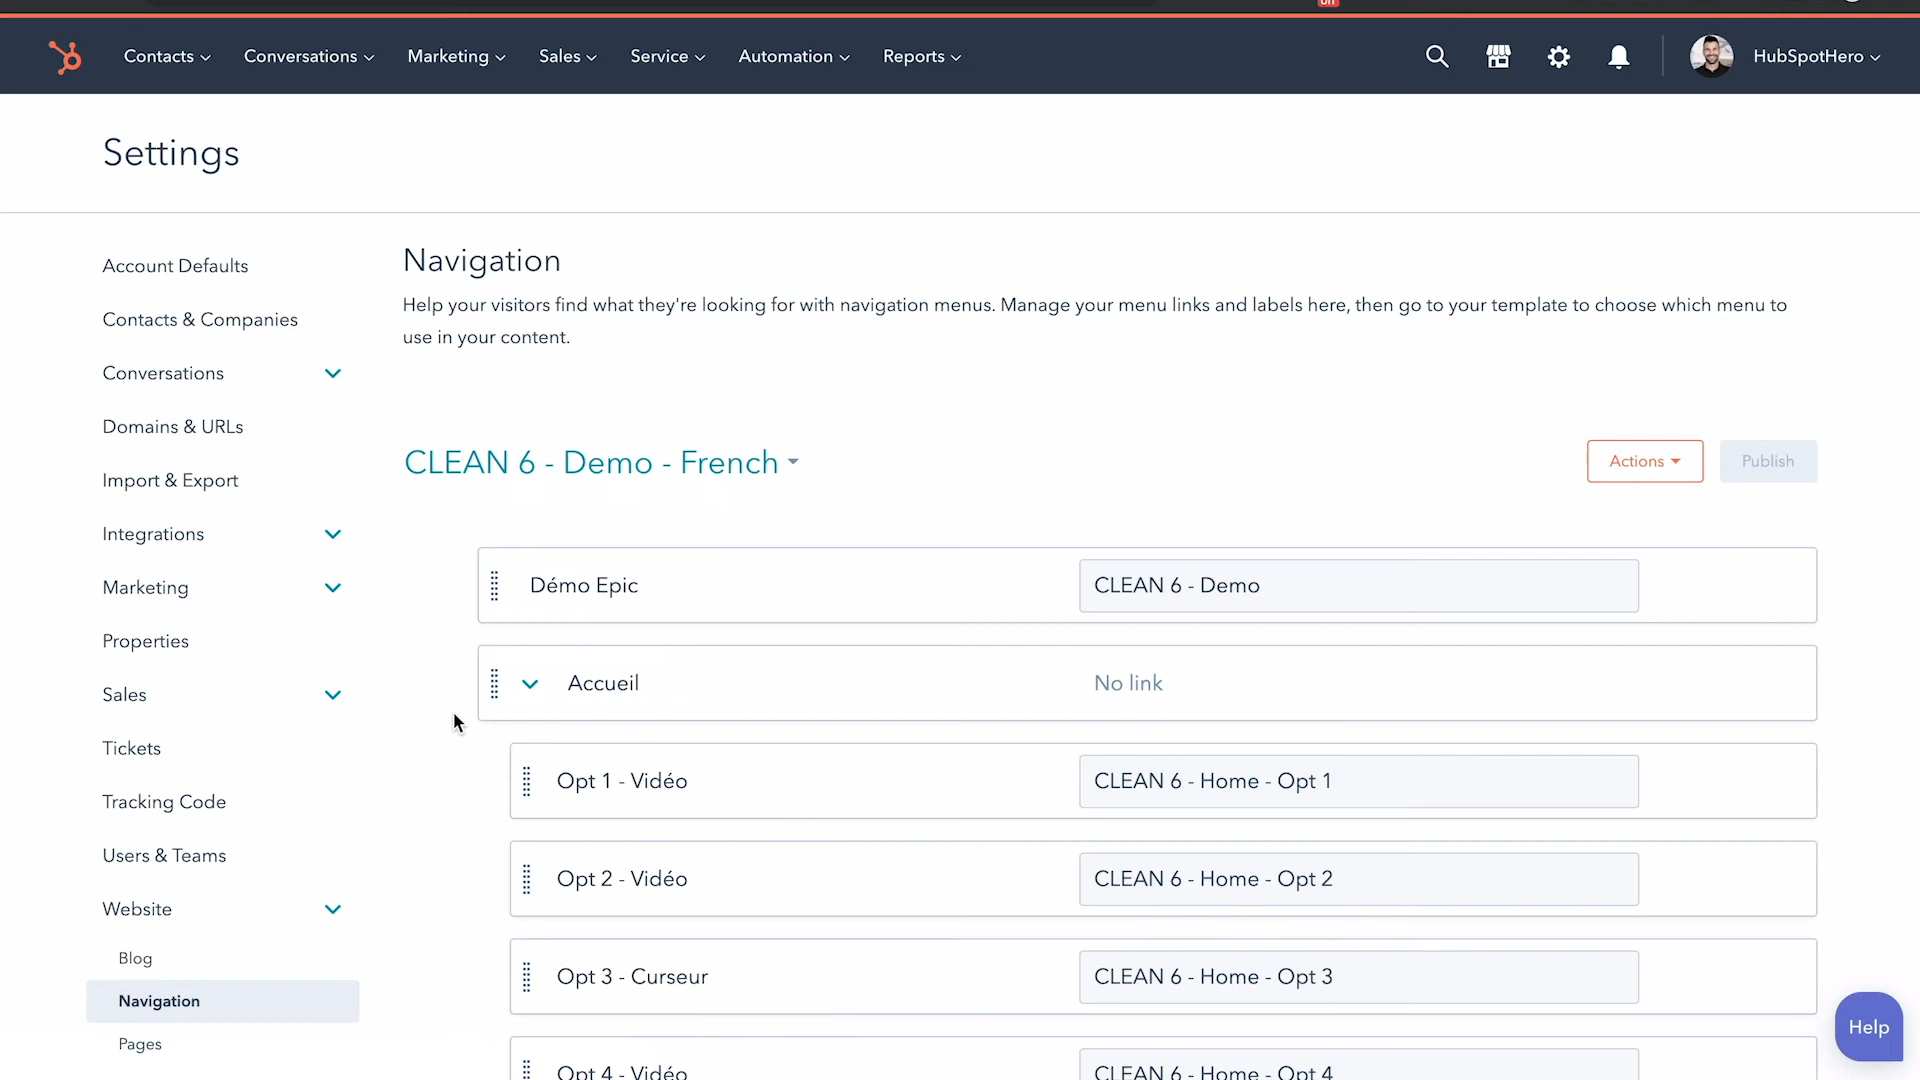 Contacts
Conversations
Marketing
Sales
Service
Automation
Reports
HubSpotHero
Settings
Account Defaults
Contacts & Companies
Conversations
Domains & URLs
Import & Export
Integrations
Marketing
Properties
Sales
Tickets
Tracking Code
Users & Teams
Website
Blog
Navigation
Pages
Navigation
Help your visitors find what they're looking for with navigation menus. Manage your menu links and labels here, then go to your template to choose which menu to
use in your content.
CLEAN 6 - Demo - French
Actions
Publish
Démo Epic
CLEAN 6 - Demo
Accueil
No link
Opt 1 - Vidéo
CLEAN 6 - Home - Opt 1
Opt 2 - Vidéo
CLEAN 6 - Home - Opt 2
Opt 3 - Curseur
CLEAN 6 - Home - Opt 3
Opt 4 - Vidéo
CLEAN 6 - Home - Opt 4
Help